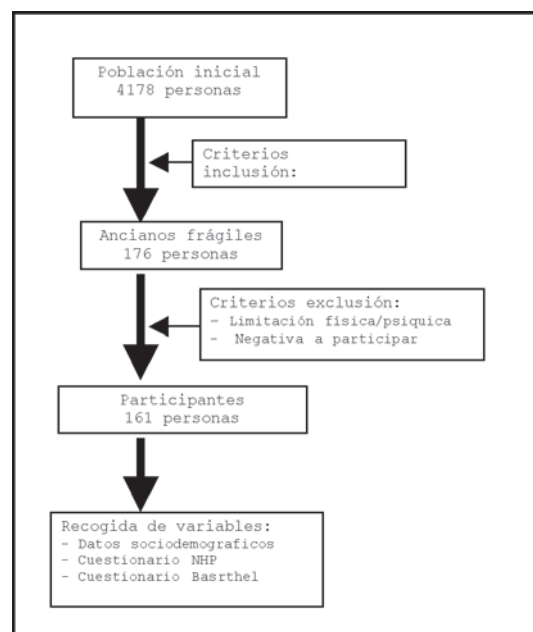 Población inicial
4178 personas
Criterios
inclusión:
Ancianos frágiles
176 personas
Criterios exclusión:
- Limitación física/psiquica
- Negativa a participar
Participantes
161 personas
Recogida de variables:
- Datos sociodemograficos
- Cuestionario NHP
- Cuestionario Basrthel